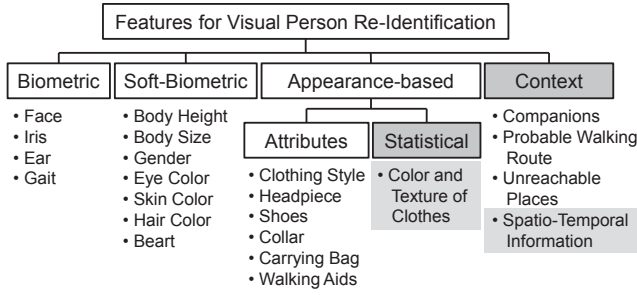 Features for Visual Person Re-Identification
Biometric
• Face
• Iris
• Ear
• Gait
Soft-Biometric
• Body Height
• Body Size
• Gender
• Eye Color
• Skin Color
• Hair Color
• Beart
Appearance-based
Attributes
• Clothing Style
• Headpiece
• Shoes
• Collar
• Carrying Bag
• Walking Aids
Statistical
• Color and
Texture of
Clothes
Context
• Companions
• Probable Walking
Route
• Unreachable
Places
• Spatio-Temporal
Information